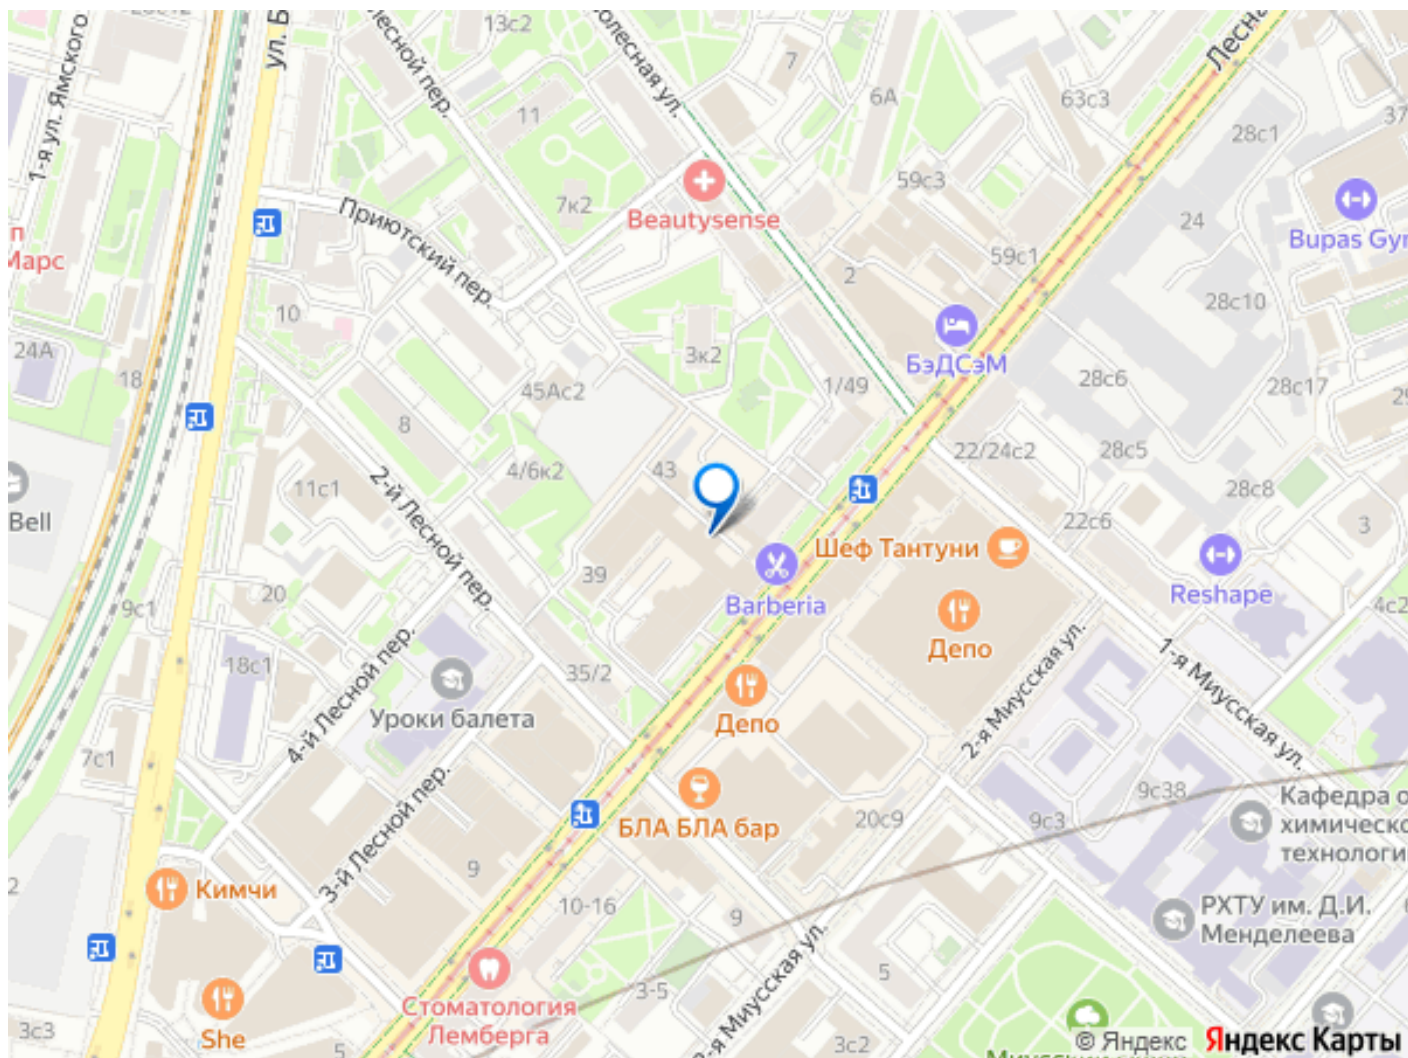 13с2
7
6А
63с3
28с1
37
Лесна
ул. Б
1-я ул. Ямского
Лесной пер.
олесная ул.
11
59с3
24
Beautysense
7к2
Bupas Gyr
п
Марс
Приютский пер.
2
59с1
28с10
10
БэДСэМ
3к2
24А
18
45Ас2
1/49
28с6
28с17
29
8
22/24с2
28с5
4/6к2
43
11с1
28с8
Bell
2-й Лесной пер.
22с6
3
Шеф Тантуни
39
Barberia
Reshape
20
9с1
4с2
Депо
1-я Миусская ул.
18с1
35/2
2-я Миусская ул.
4-й Лесной пер.
Уроки балета
Депо
7с1
9с38
3-й Лесной пер.
БЛА БЛА бар
20с9
9с3
Кафедра о
химическо
технологи
9
2
Кимчи
10-16
9
РХТУ им. Д.И.
Менделеева
5
3-5
Стоматология
Лемберга
3с3
She
5
-я Миусская ул.
3с2
© Яндекс
Яндекс Карты